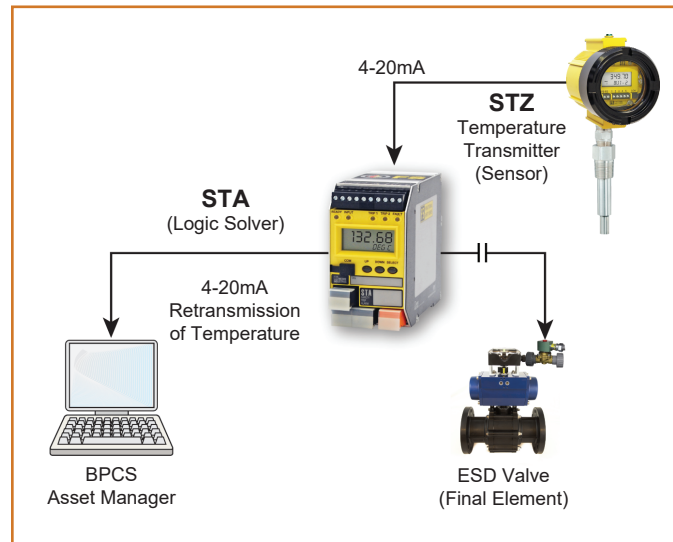 4-20mA
STZ
Temperature
Transmitter
(Sensor)
STA
(Logic Solver)
132.68
4-20mA
Retransmission
of Temperature
STA
BPCS
Asset Manager
ESD Valve
(Final Element)